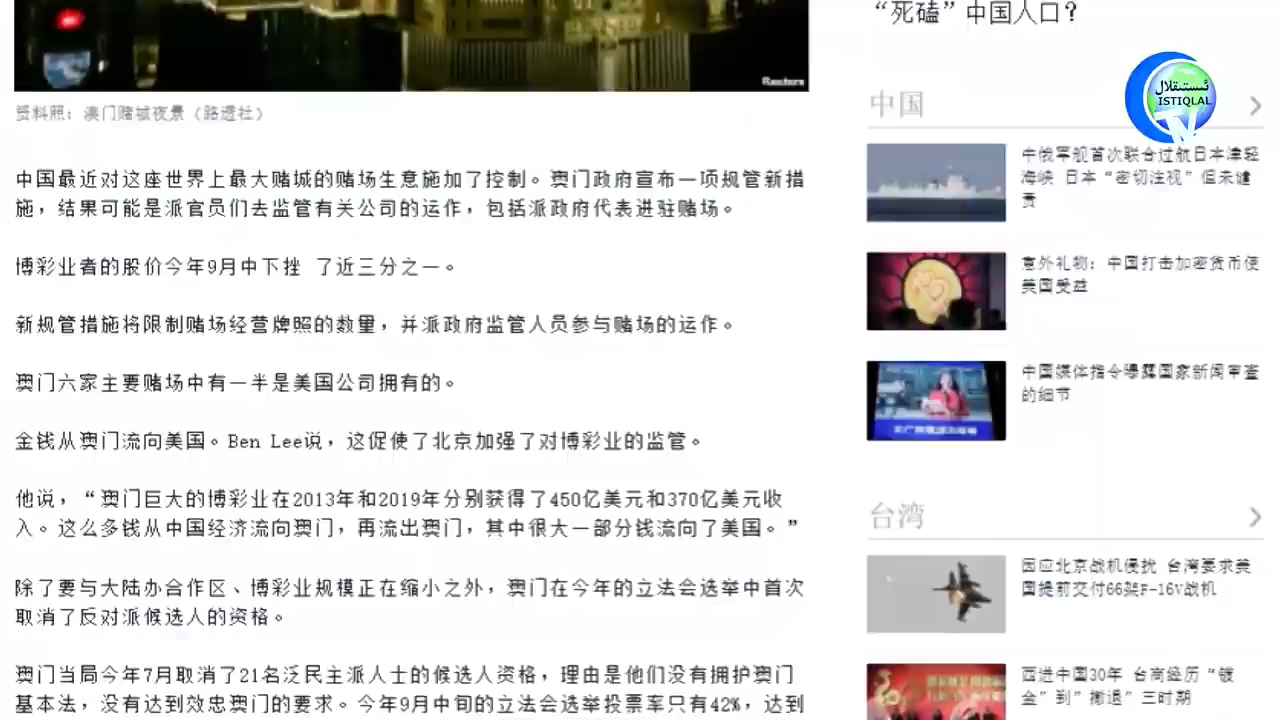 Reuters
资料照：澳门赌城夜景（路透社）
中国最近对这座世界上最大赌城的赌场生意施加了控制。澳门政府宣布一项规管新措
施，结果可能是派官员们去监管有关公司的运作，包括派政府代表进驻赌场。
博彩业者的股价今年9月中下挫 了近三分之一。
新规管措施将限制赌场经营牌照的数量，并派政府监管人员参与赌场的运作。
澳门六家主要赌场中有一半是美国公司拥有的。
金钱从澳门流向美国。Ben Lee说，这促使了北京加强了对博彩业的监管。
他说，“澳门巨大的博彩业在2013年和2019年分别获得了450亿美元和370亿美元收
入。这么多钱从中国经济流向澳门，再流出澳门，其中很大一部分钱流向了美国。”
除了要与大陆办合作区、博彩业规模正在缩小之外，澳门在今年的立法会选举中首次
取消了反对派候选人的资格。
澳门当局今年7月取消了21名泛民主派人士的候选人资格，理由是他们没有拥护澳门
基本法，没有达到效忠澳门的要求。今年9月中旬的立法会选举投票率只有42%，达到
“死磕”中国人口？
ئىستىقلال
ISTIQLAL
TV
中国
中俄军舰首次联合过航日本津轻
海峡 日本“密切注视”但未谴
责
意外礼物：中国打击加密货币使
美国受益
中国媒体指令曝露国家新闻审查
的细节
台湾
因应北京战机侵扰 台湾要求美
国提前交付66架F-16V战机
西进中国30年 台商经历“镀
金”到”撤退”三时期